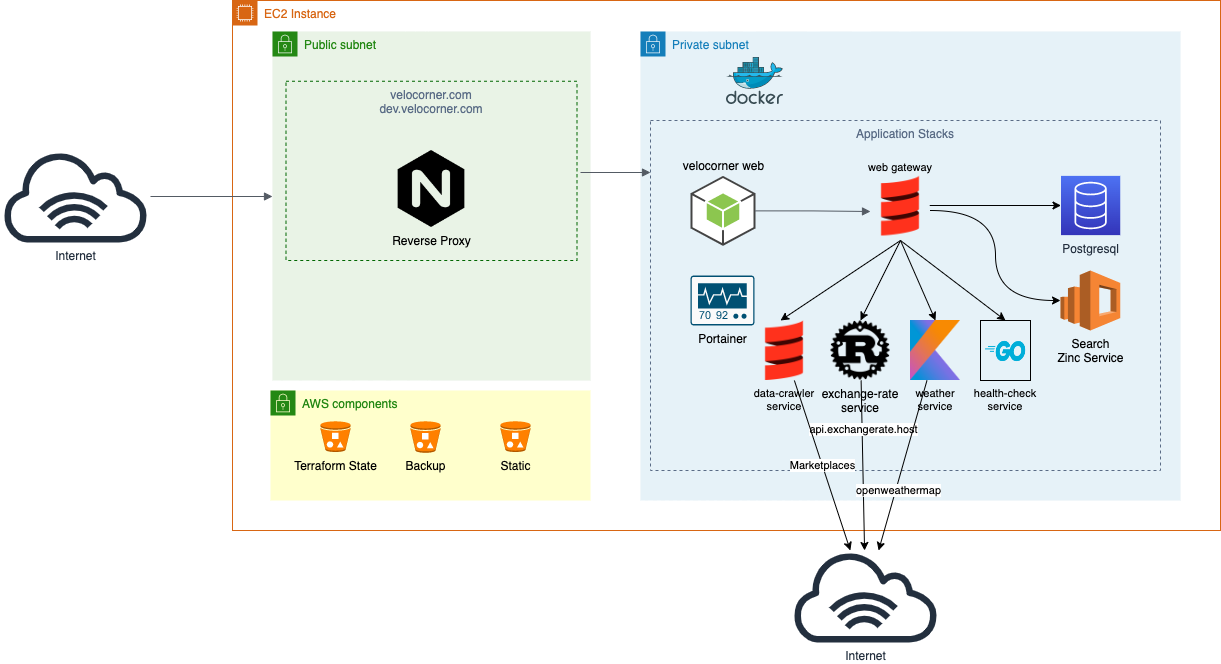 EC2 Instance
Public subnet
velocorner.com
dev.velocorner.com
N
Reverse Proxy
Internet
AWS components
Terraform State
Backup
Static
Private subnet
docker
Application Stacks
velocorner web
web gateway
Postgresql
70 92
Portainer
Search
Zinc Service
R
GO
data-crawler
service
exchange-rate
service
weather
service
health-check
service
api.exchangerate.host
Marketplaces
openweathermap
Internet